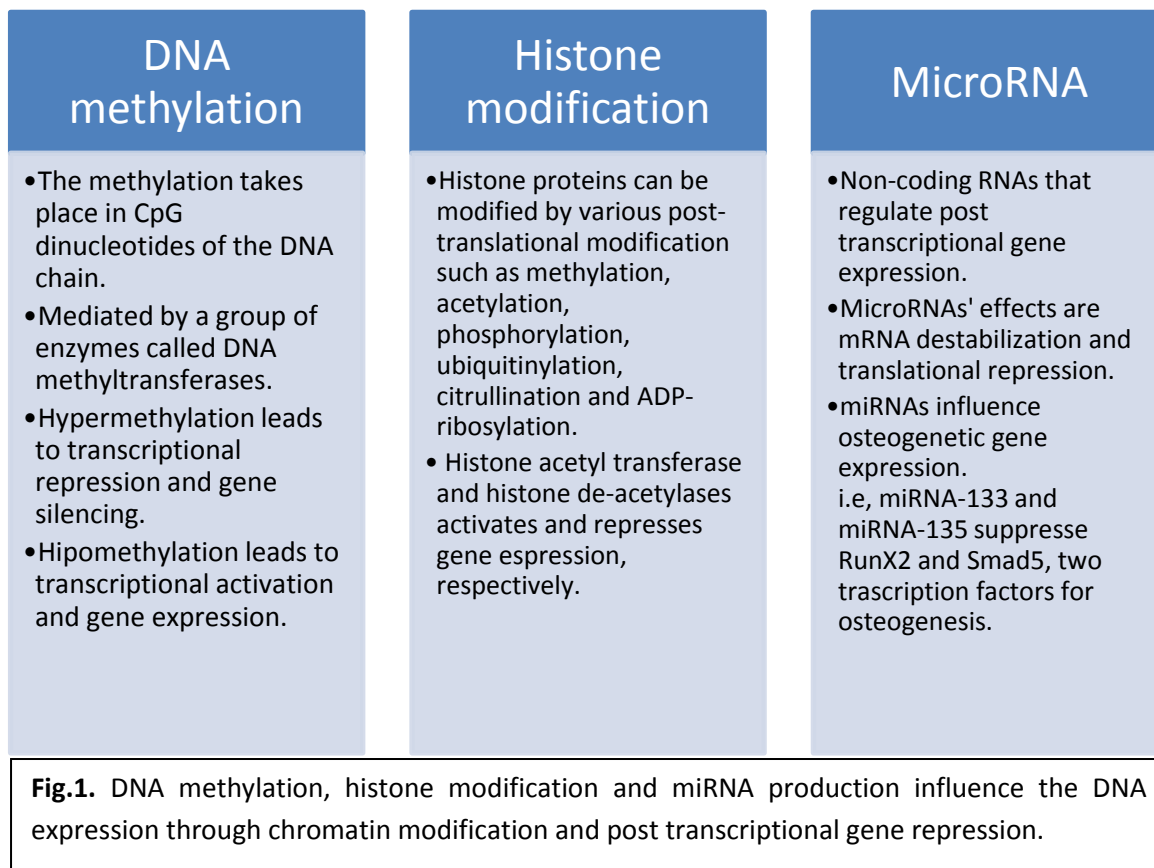 DNA
methylation
•The methylation takes
place in CpG
dinucleotides of the DNA
chain.
•Mediated by a group of
enzymes called DNA
methyltransferases.
•Hypermethylation leads
to transcriptional
repression and gene
silencing.
•Hipomethylation leads to
transcriptional activation
and gene expression.
Histone
modification
•Histone proteins can be
modified by various post-
translational modification
such as methylation,
acetylation,
phosphorylation,
ubiquitinylation,
citrullination and ADP-
ribosylation.
• Histone acetyl transferase
and histone de-acetylases
activates and represses
gene espression,
respectively.
MicroRNA
•Non-coding RNAs that
regulate post
transcriptional gene
expression.
•MicroRNAs' effects are
mRNA destabilization and
translational repression.
•miRNAs influence
osteogenetic gene
expression.
i.e, miRNA-133 and
miRNA-135 suppresse
RunX2 and Smad5, two
trascription factors for
osteogenesis.
Fig.1. DNA methylation, histone modification and miRNA production influence the DNA
expression through chromatin modification and post transcriptional gene repression.